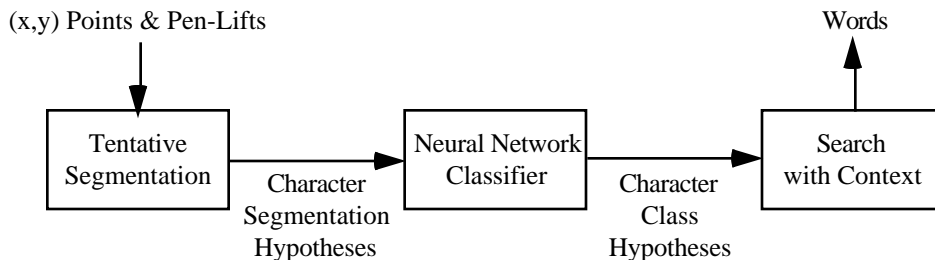 (x,y) Points & Pen-Lifts
Words
Tentative
Segmentation
Character
Segmentation
Hypotheses
Neural Network
Classifier
Character
Class
Hypotheses
Search
with Context